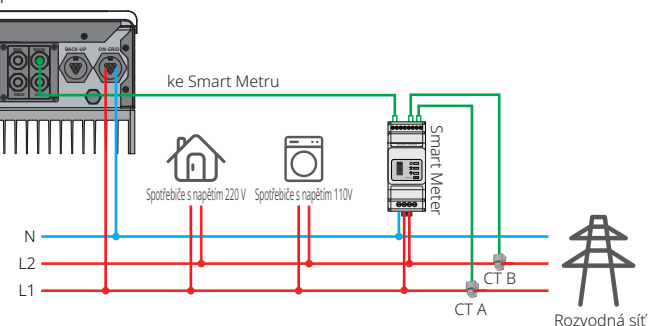 BACK-UP
ON-GRID
ke Smart Metru
Smart Meter
Spotřebiče s napětím 220 V
Spotřebiče s napětím 110V
N
L2
L1
CT B
CT A
Rozvodná síť